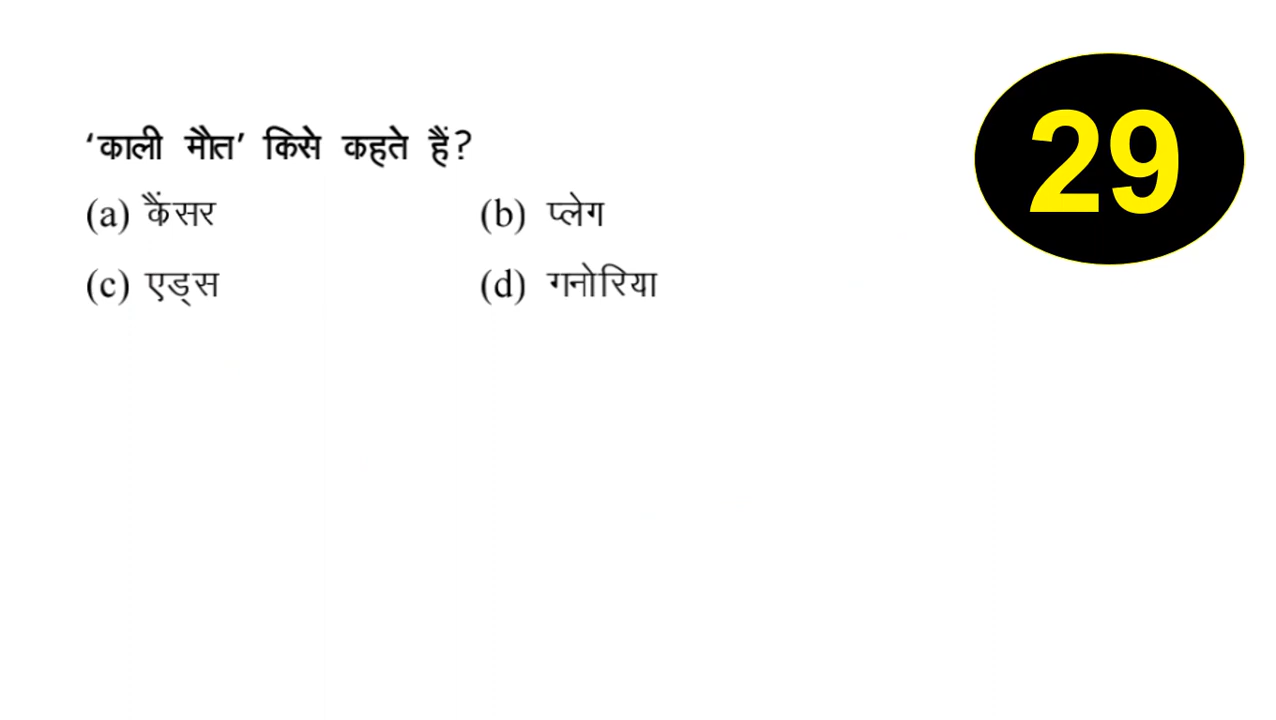 ‘काली मौत’ किसे कहते हैं?
(a) कैंसर (b) प्लेग
(c) एड्स (d) गनोरिया
29